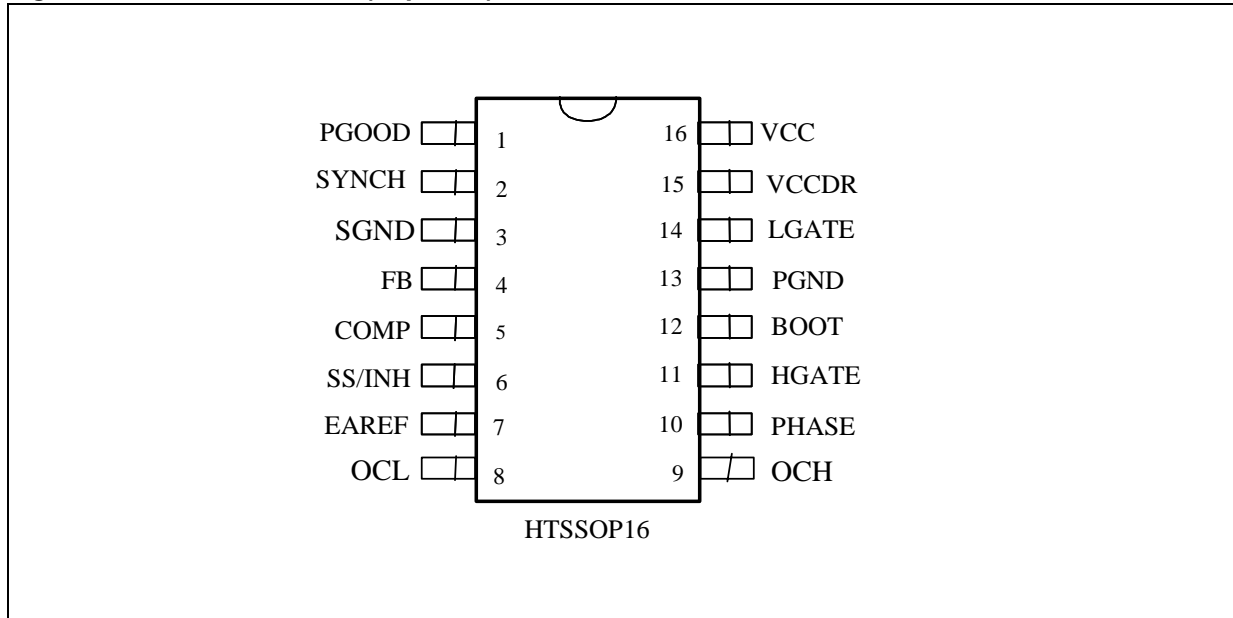 PGOOD 1 16 VCC
SYNCH 2 15 VCCDR
SGND 3 14 LGATE
FB 4 13 PGND
COMP 5 12 BOOT
SS/INH 6 11 HGATE
EAREF 7 10 PHASE
OCL 8 9 OCH
HTSSOP16